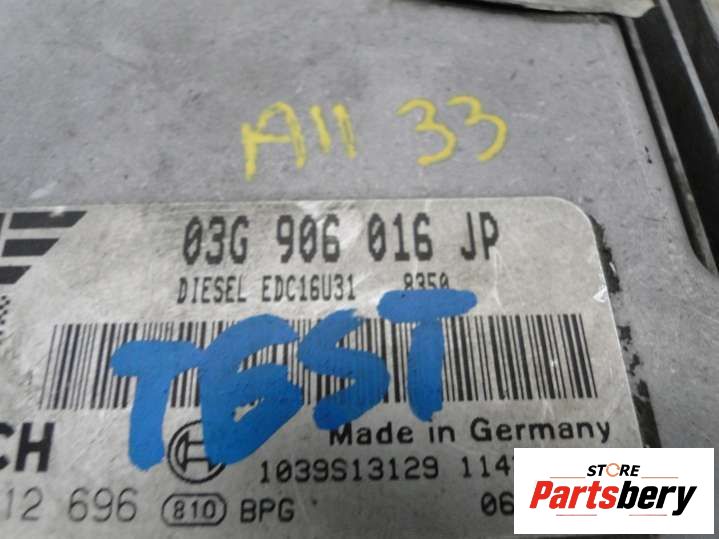 A11 33
03G 906 016 JP
DIESEL EDC16U31 8350
TEST
CH
Made in Germany
1039S13129 114
12 696 810 BPG 06
STORE
Partsbery